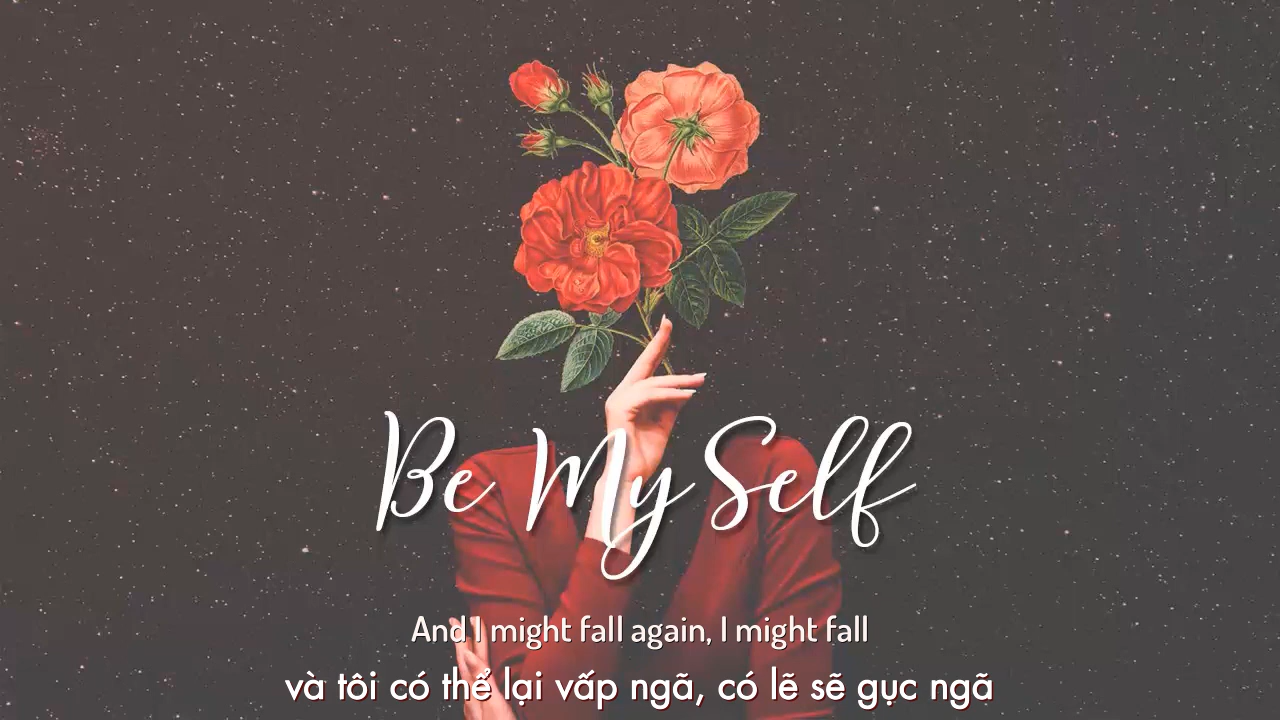 Be My Self
And I might fall again, I might fall
và tôi có thể lại vấp ngã, có lẽ sẽ gục ngã